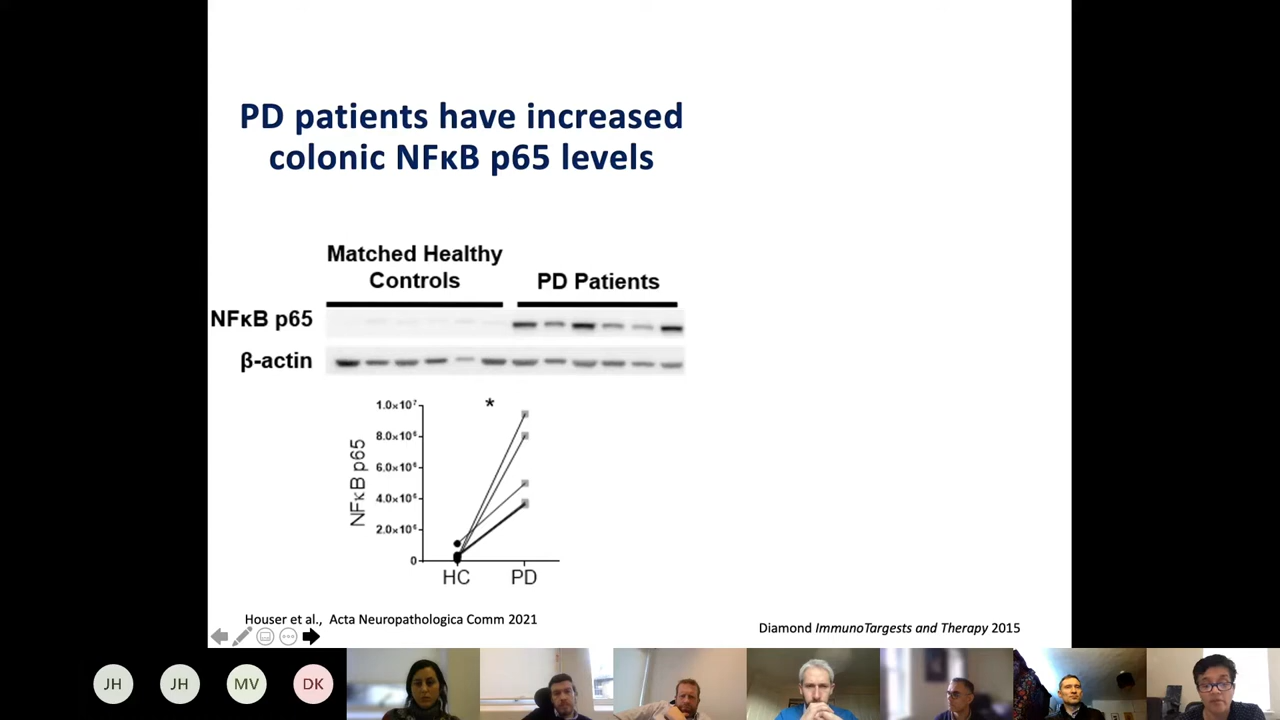 PD patients have increased
colonic NFκB p65 levels
Matched Healthy
Controls
PD Patients
NFκB p65
β-actin
*
1.0×10⁷
8.0×10⁶
6.0×10⁶
4.0×10⁶
2.0×10⁶
0
NFκB p65
HC
PD
Houser et al., Acta Neuropathologica Comm 2021
Diamond ImmunoTargests and Therapy 2015
JH
JH
MV
DK